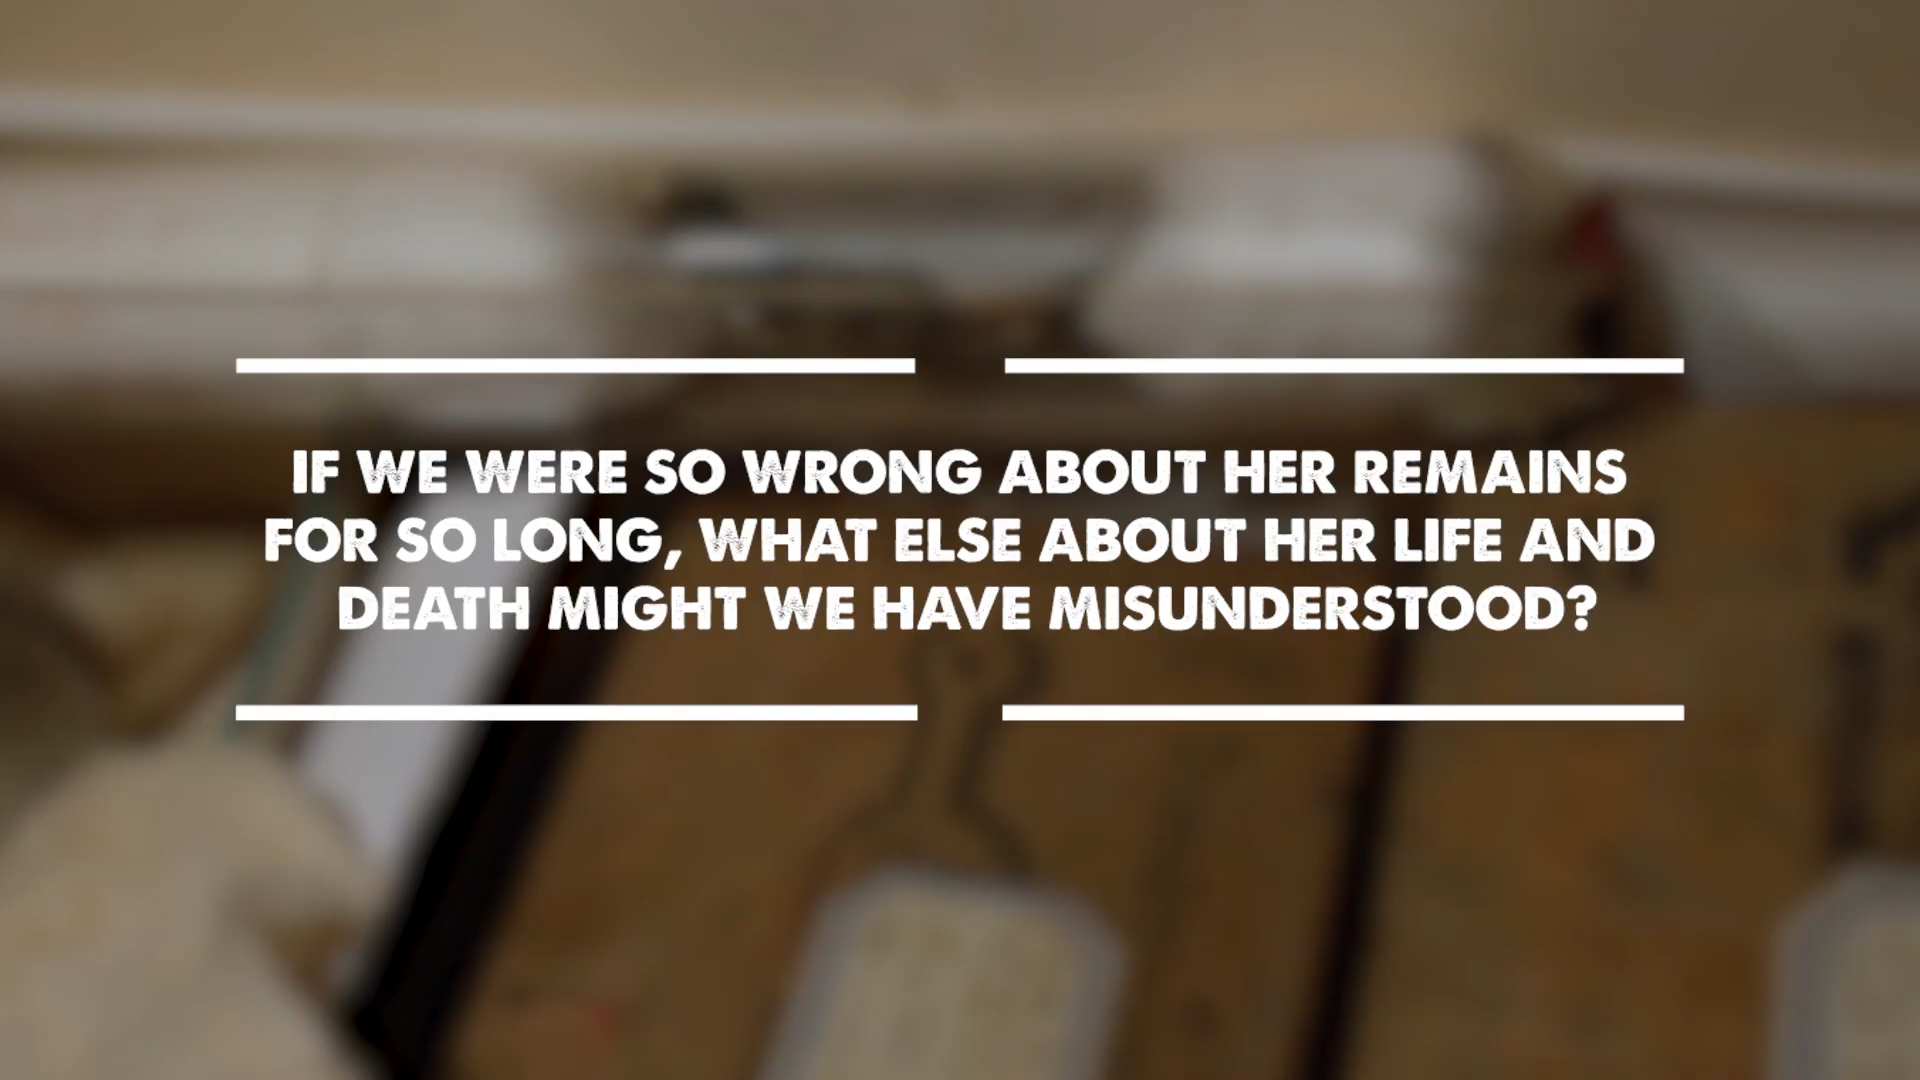 IF WE WERE SO WRONG ABOUT HER REMAINS
FOR SO LONG, WHAT ELSE ABOUT HER LIFE AND
DEATH MIGHT WE HAVE MISUNDERSTOOD?